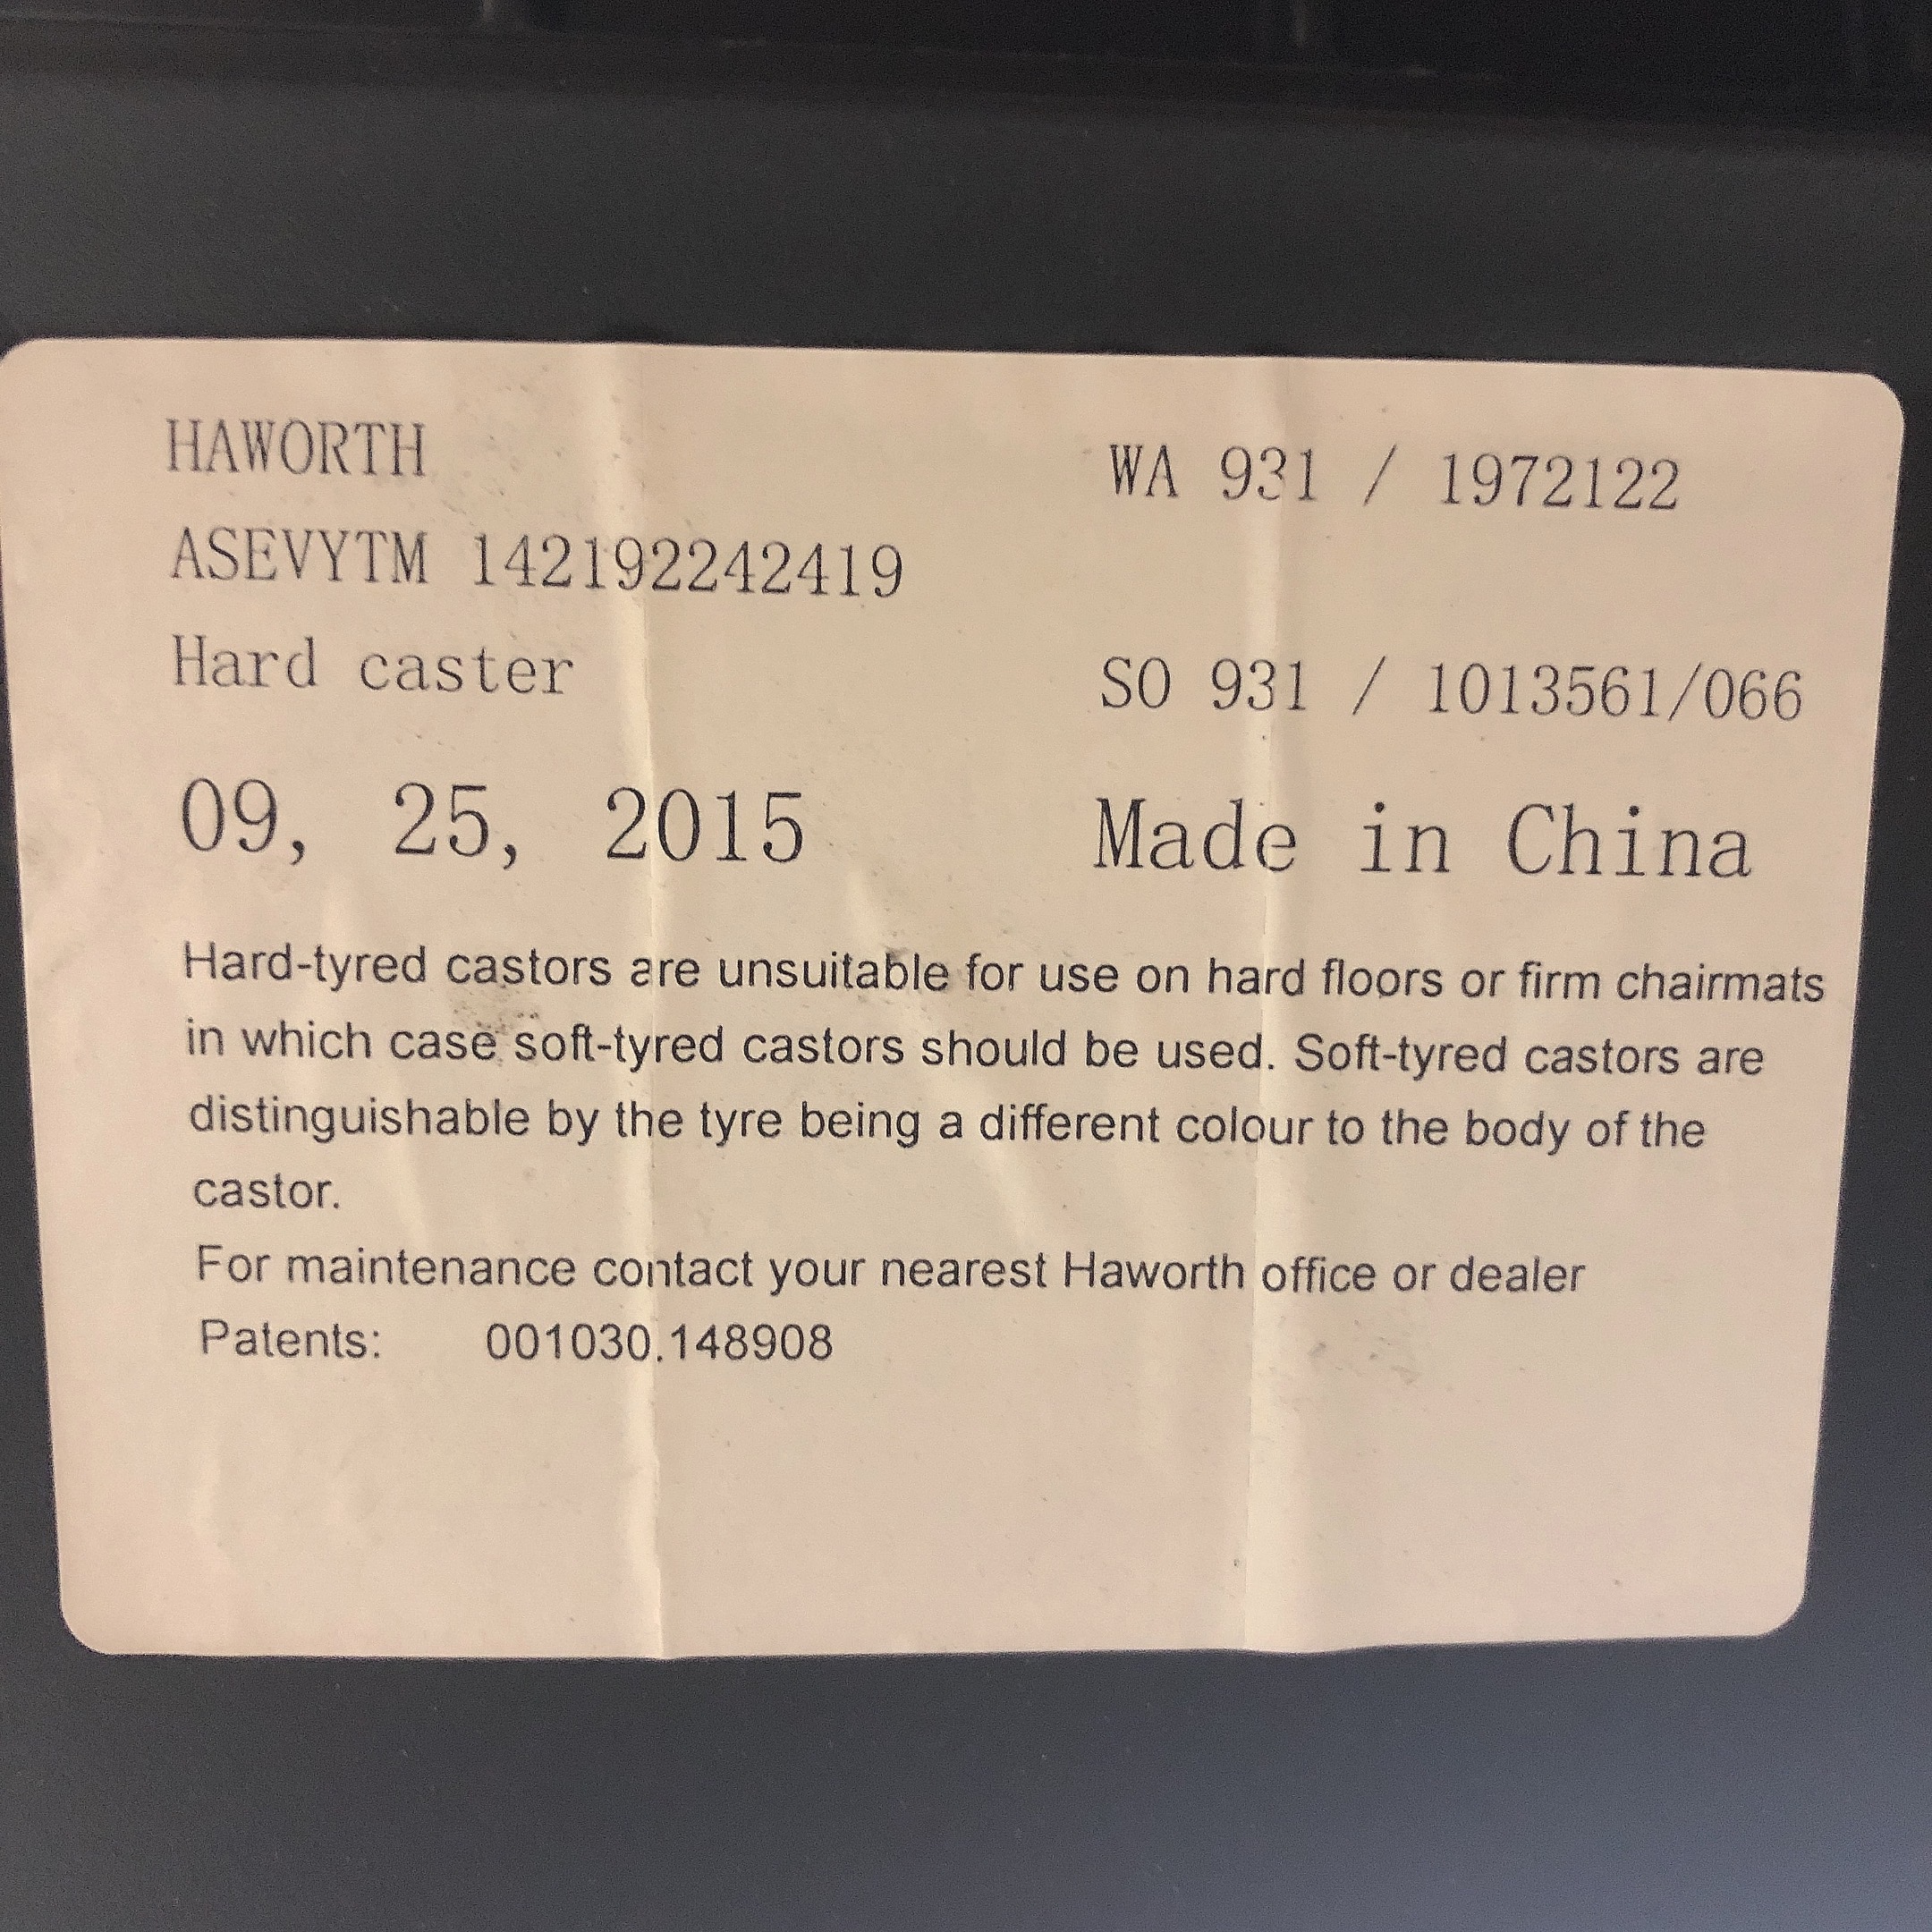 HAWORTH
WA 931 / 1972122
ASEVYTM 142192242419
Hard caster
SO 931 / 1013561/066
09, 25, 2015
Made in China
Hard-tyred castors are unsuitable for use on hard floors or firm chairmats
in which case soft-tyred castors should be used. Soft-tyred castors are
distinguishable by the tyre being a different colour to the body of the
castor.
For maintenance contact your nearest Haworth office or dealer
Patents: 001030.148908